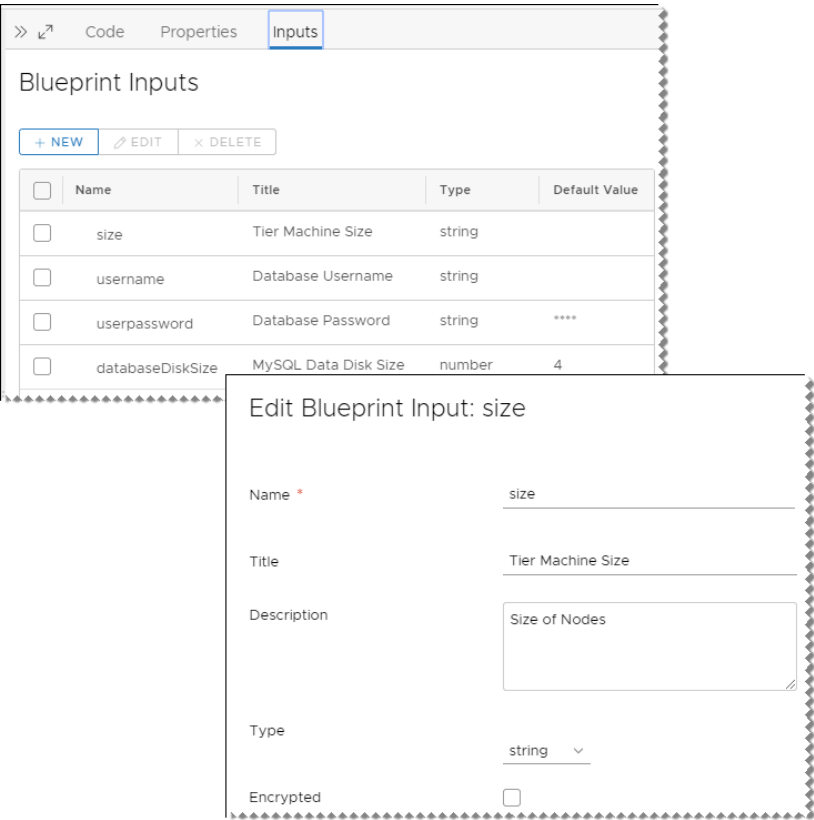 Code Properties Inputs
Blueprint Inputs
+ NEW EDIT × DELETE
Name Title Type Default Value
size Tier Machine Size string
username Database Username string
userpassword Database Password string ****
databaseDiskSize MySQL Data Disk Size number 4
Edit Blueprint Input: size
Name * size
Title Tier Machine Size
Description Size of Nodes
Type
string
Encrypted